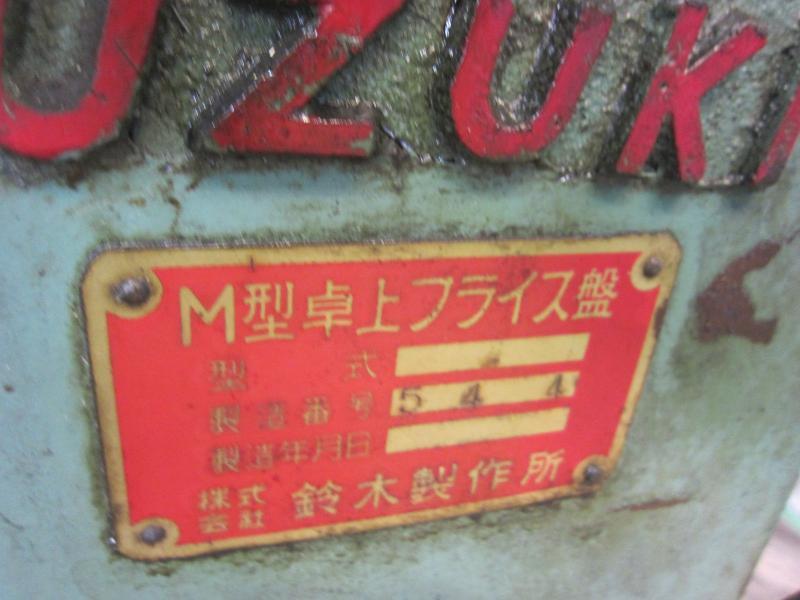 UZUKI
M型卓上フライス盤
型式
製造番号 544
製造年月日
株式会社 鈴木製作所